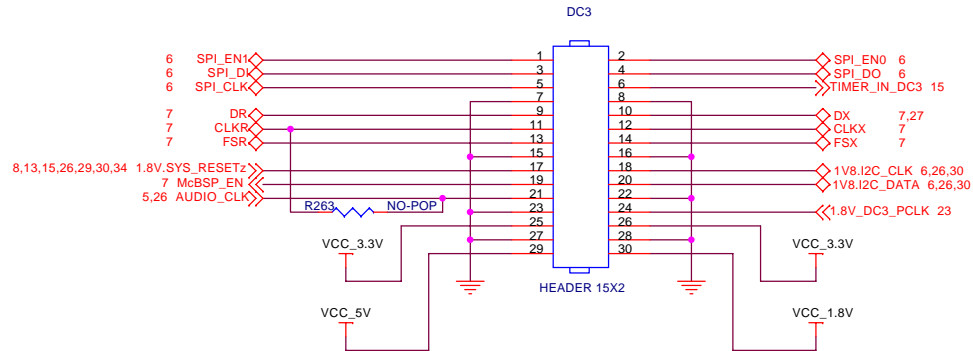 DC3
6 SPI_EN1 1 2 SPI_EN0 6
6 SPI_DI 3 4 SPI_DO 6
6 SPI_CLK 5 6 TIMER_IN_DC3 15
7 8
7 DR 9 10 DX 7,27
7 CLKR 11 12 CLKX 7
7 FSR 13 14 FSX 7
15 16
8,13,15,26,29,30,34 1.8V.SYS_RESETz 17 18 1V8.I2C_CLK 6,26,30
7 McBSP_EN 19 20 1V8.I2C_DATA 6,26,30
5,26 AUDIO_CLK 21 22
R263 NO-POP 23 24 1.8V_DC3_PCLK 23
25 26
VCC_3.3V 27 28 VCC_3.3V
29 30
HEADER 15X2
VCC_5V VCC_1.8V